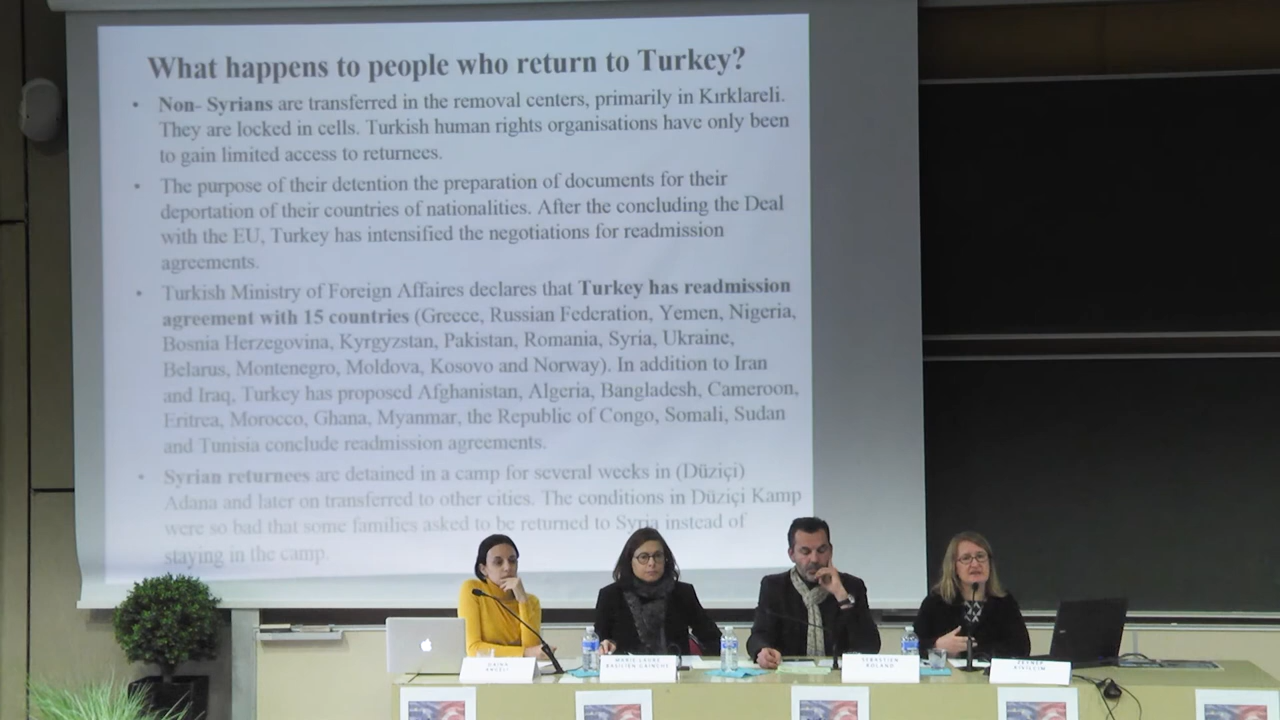 What happens to people who return to Turkey?
• Non- Syrians are transferred in the removal centers, primarily in Kırklareli.
They are locked in cells. Turkish human rights organisations have only been
to gain limited access to returnees.
• The purpose of their detention the preparation of documents for their
deportation of their countries of nationalities. After the concluding the Deal
with the EU, Turkey has intensified the negotiations for readmission
agreements.
• Turkish Ministry of Foreign Affaires declares that Turkey has readmission
agreement with 15 countries (Greece, Russian Federation, Yemen, Nigeria,
Bosnia Herzegovina, Kyrgyzstan, Pakistan, Romania, Syria, Ukraine,
Belarus, Montenegro, Moldova, Kosovo and Norway). In addition to Iran
and Iraq, Turkey has proposed Afghanistan, Algeria, Bangladesh, Cameroon,
Eritrea, Morocco, Ghana, Myanmar, the Republic of Congo, Somali, Sudan
and Tunisia conclude readmission agreements.
• Syrian returnees are detained in a camp for several weeks in (Düziçi)
Adana and later on transferred to other cities. The conditions in Düziçi Kamp
were so bad that some families asked to be returned to Syria instead of
staying in the camp.
MARIE-LAURE
BASILIEN-GAINCHE
SEBASTIEN
ROLAND
ZEYNEP
KIVILCIM